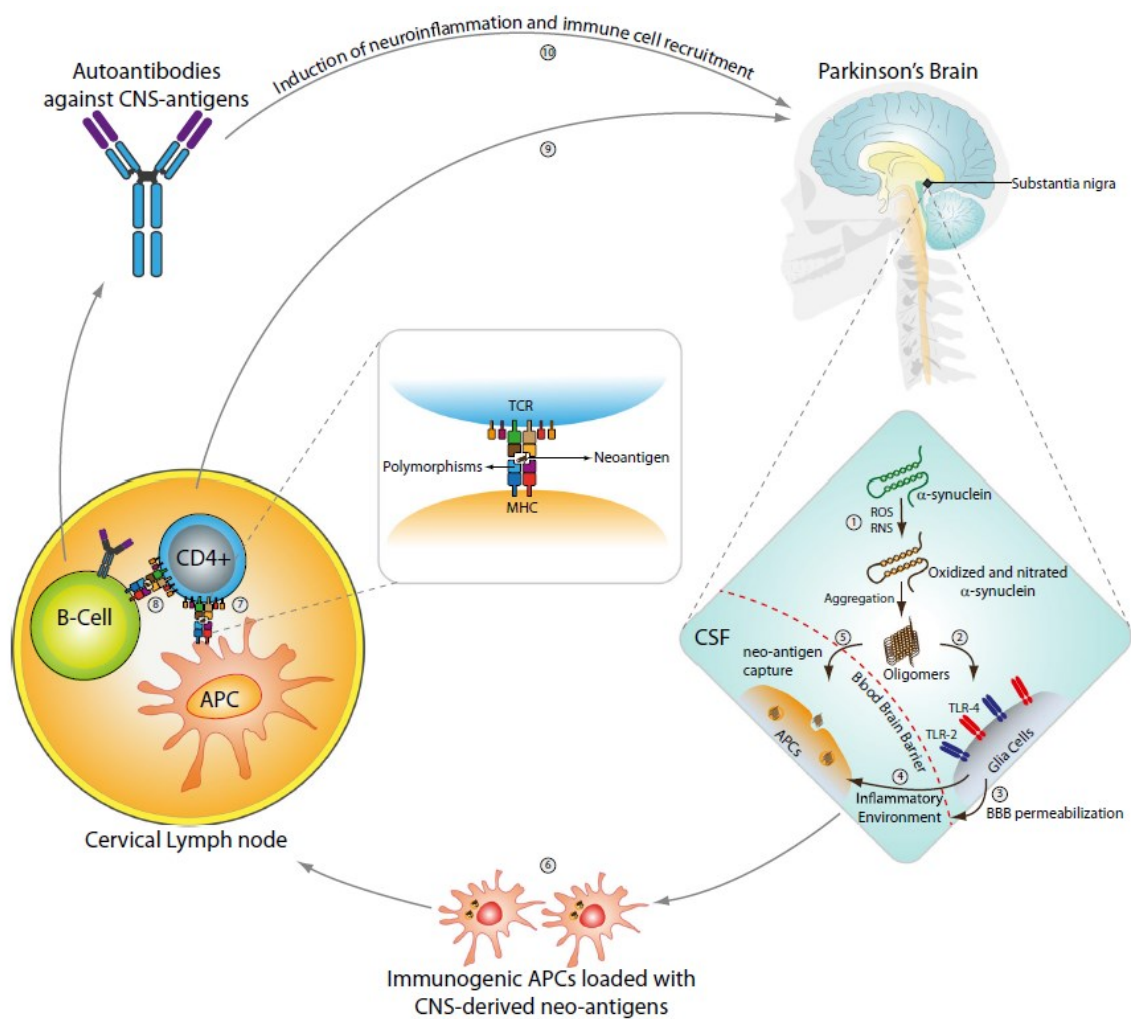 Induction of neuroinflammation and immune cell recruitment
10
Autoantibodies
against CNS-antigens
Parkinson's Brain
9
Substantia nigra
TCR
Polymorphisms
Neoantigen
MHC
α-synuclein
1
ROS
RNS
Oxidized and nitrated
α-synuclein
Aggregation
CSF
5
2
neo-antigen
capture
Oligomers
Blood Brain Barrier
TLR-4
TLR-2
APCs
Glia Cells
4
3
Inflammatory
Environment
BBB permeabilization
CD4+
B-Cell
8
7
APC
Cervical Lymph node
6
Immunogenic APCs loaded with
CNS-derived neo-antigens